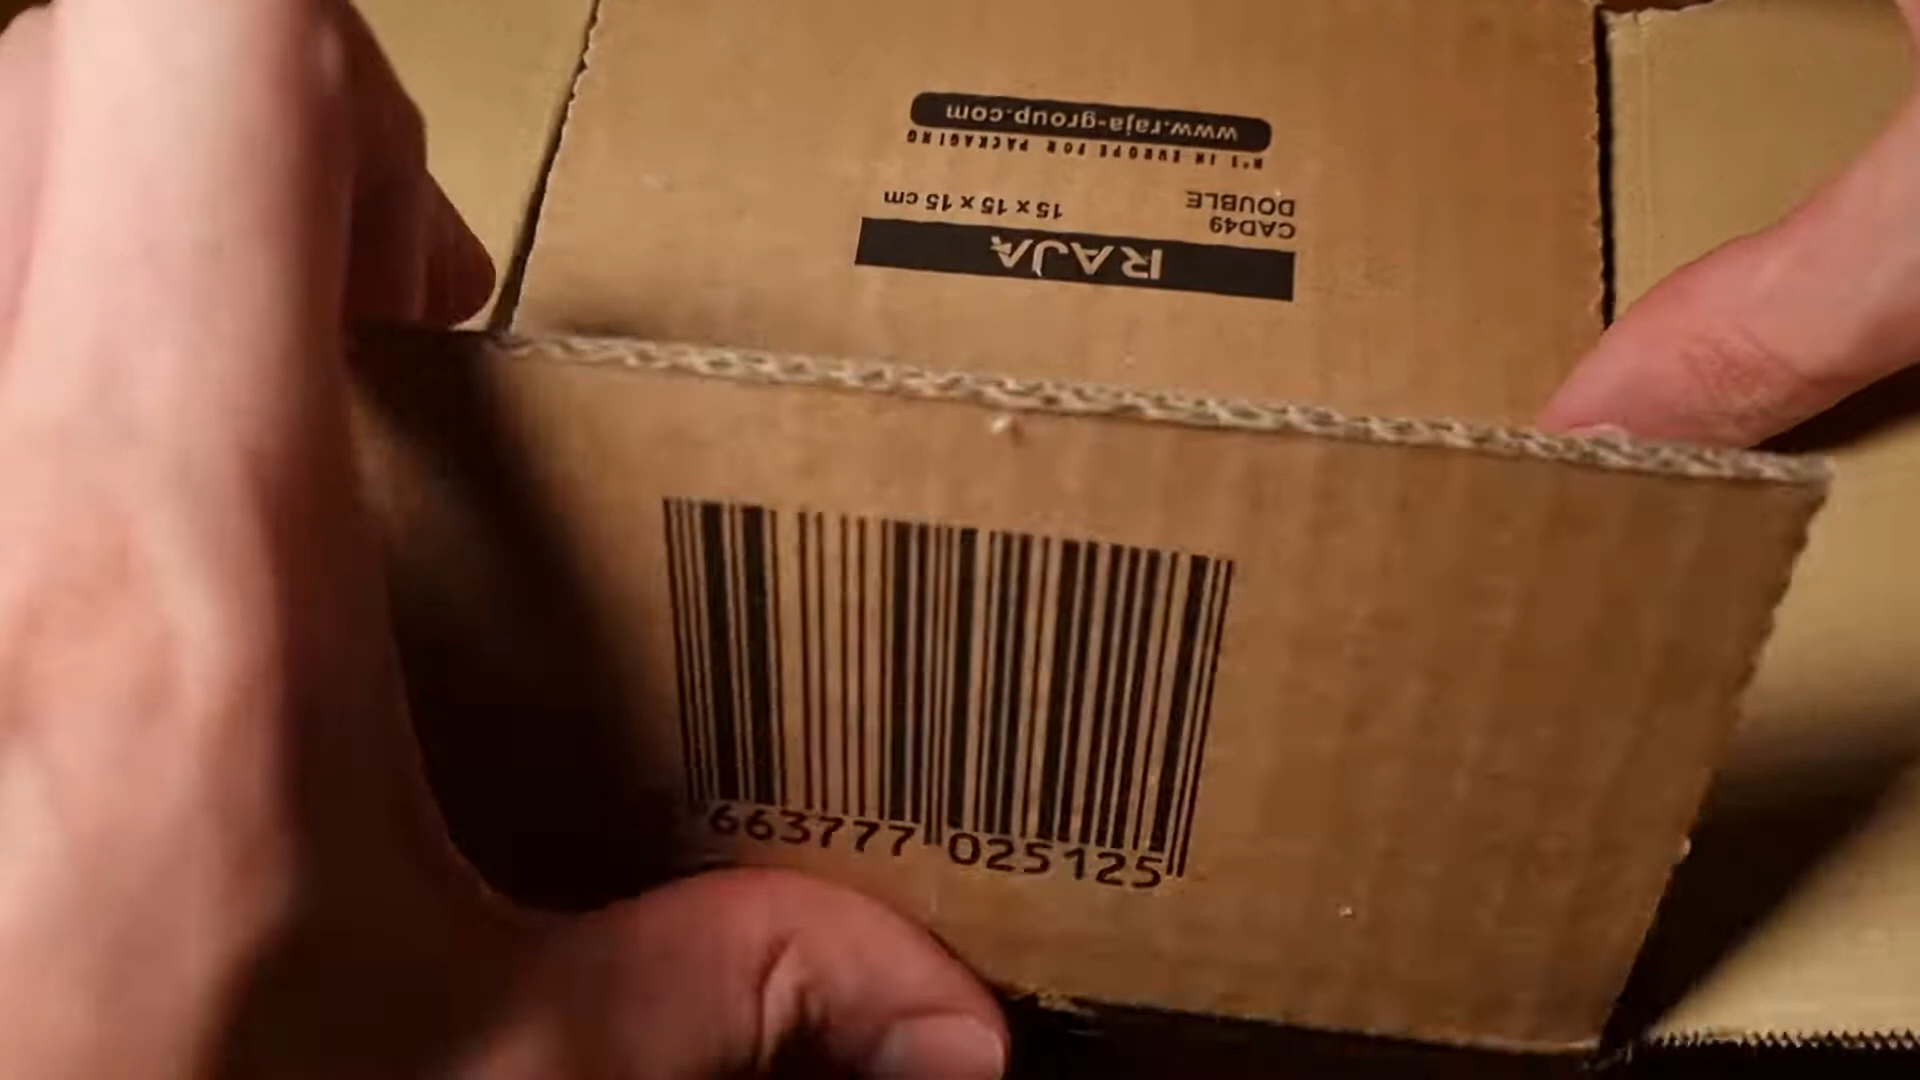 RAJA
CAD49 15 x 15 x 15 cm
DOUBLE
N°1 IN EUROPE FOR PACKAGING
www.raja-group.com
663777 025125